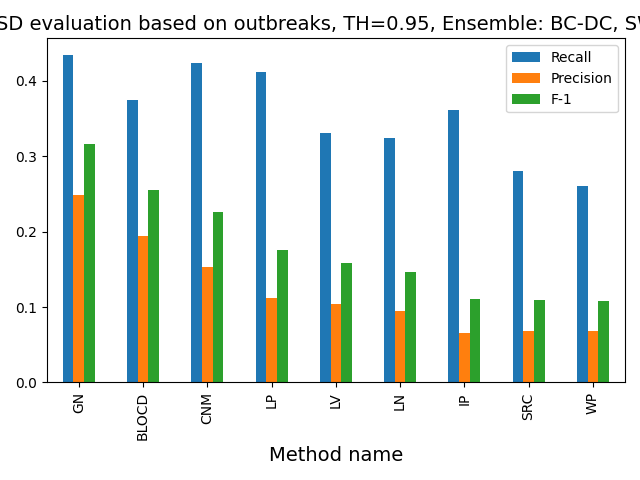 SD evaluation based on outbreaks, TH=0.95, Ensemble: BC-DC,
Recall
Precision
F-1
0.4
0.3
0.2
0.1
0.0
GN
BLOCD
CNM
LP
LV
LN
IP
SRC
WP
Method name